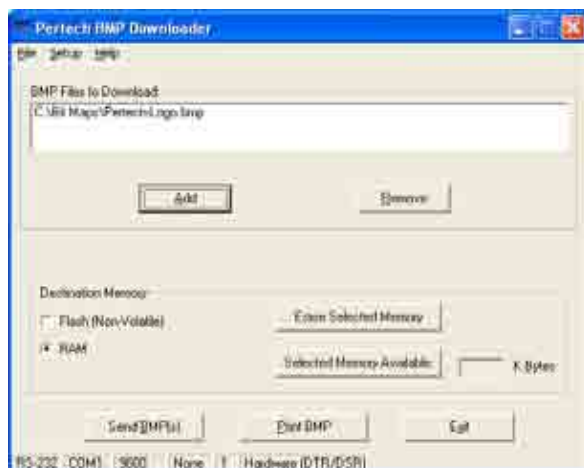 Pertech BMP Downloader
File Setup Help
BMP Files to Download
C:\Bit Maps\Pertech-Logo.bmp
Add Remove
Destination Memory
Flash (Non-Volatile)
RAM
Erase Selected Memory
Selected Memory Available K Bytes
Send BMP(s) Print BMP Exit
RS-232 COM1 9600 None 1 Hardware (DTR/DSR)